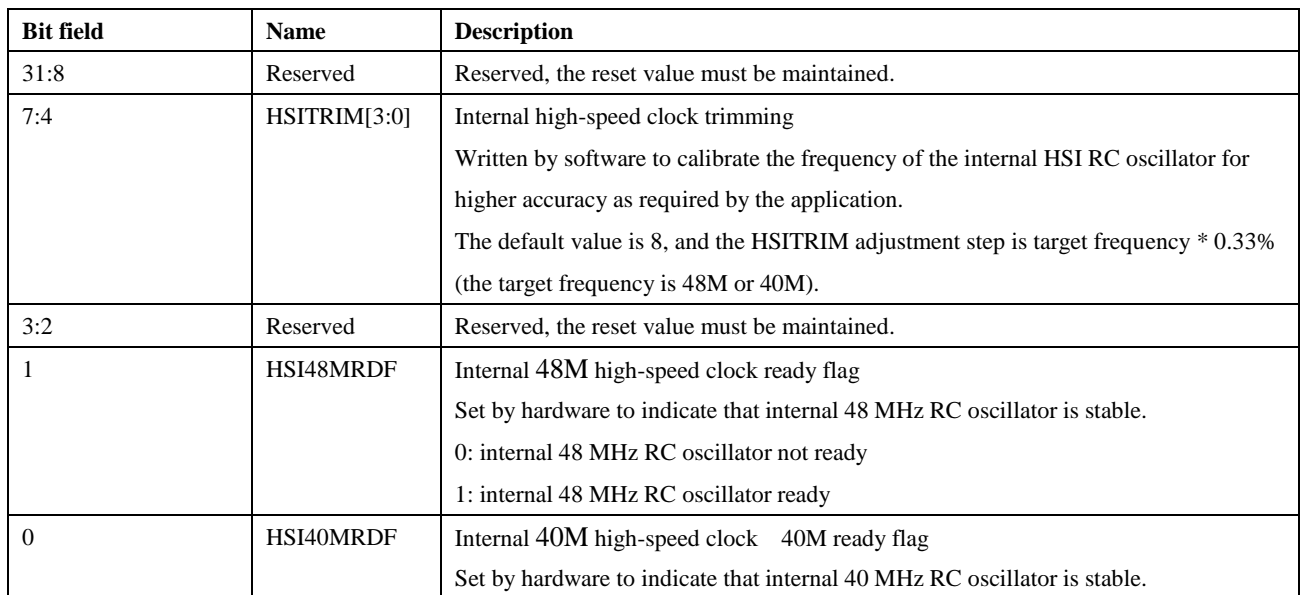 Bit field Name Description
31:8 Reserved Reserved, the reset value must be maintained.
7:4 HSITRIM[3:0] Internal high-speed clock trimming
Written by software to calibrate the frequency of the internal HSI RC oscillator for
higher accuracy as required by the application.
The default value is 8, and the HSITRIM adjustment step is target frequency * 0.33%
(the target frequency is 48M or 40M).
3:2 Reserved Reserved, the reset value must be maintained.
1 HSI48MRDF Internal 48M high-speed clock ready flag
Set by hardware to indicate that internal 48 MHz RC oscillator is stable.
0: internal 48 MHz RC oscillator not ready
1: internal 48 MHz RC oscillator ready
0 HSI40MRDF Internal 40M high-speed clock 40M ready flag
Set by hardware to indicate that internal 40 MHz RC oscillator is stable.